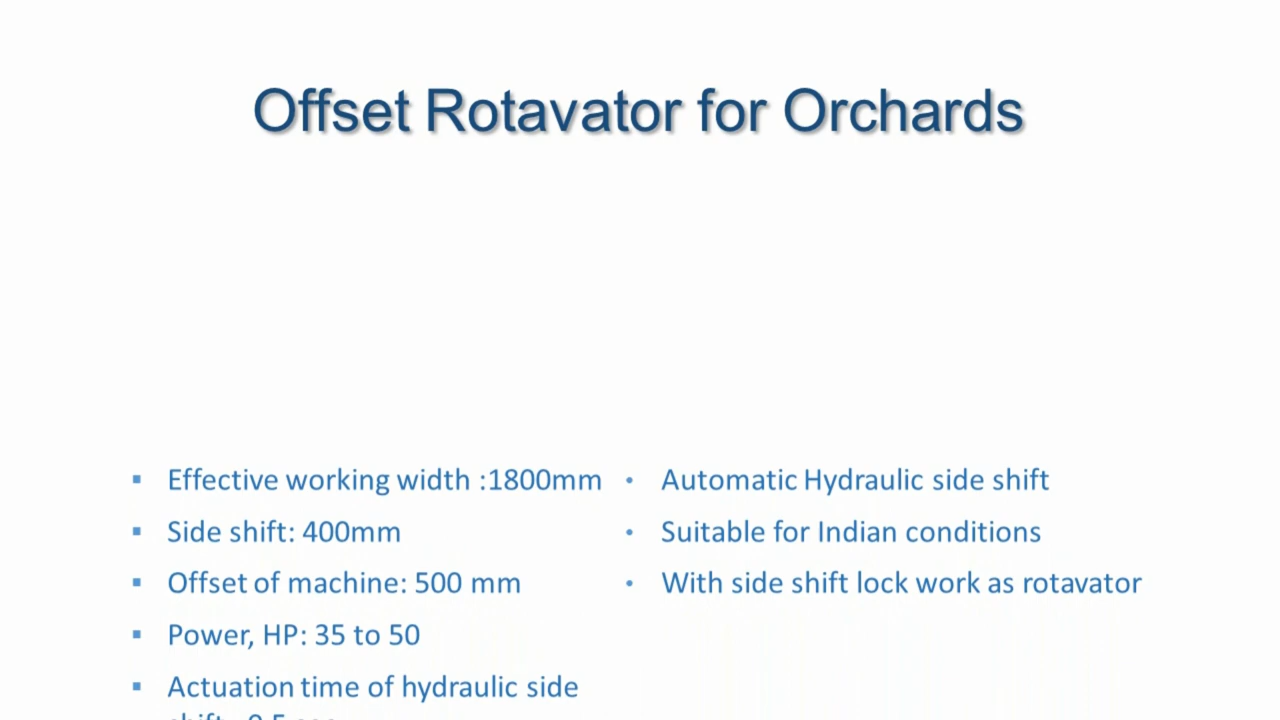 Offset Rotavator for Orchards
▪ Effective working width :1800mm
▪ Side shift: 400mm
▪ Offset of machine: 500 mm
▪ Power, HP: 35 to 50
▪ Actuation time of hydraulic side
• Automatic Hydraulic side shift
• Suitable for Indian conditions
• With side shift lock work as rotavator